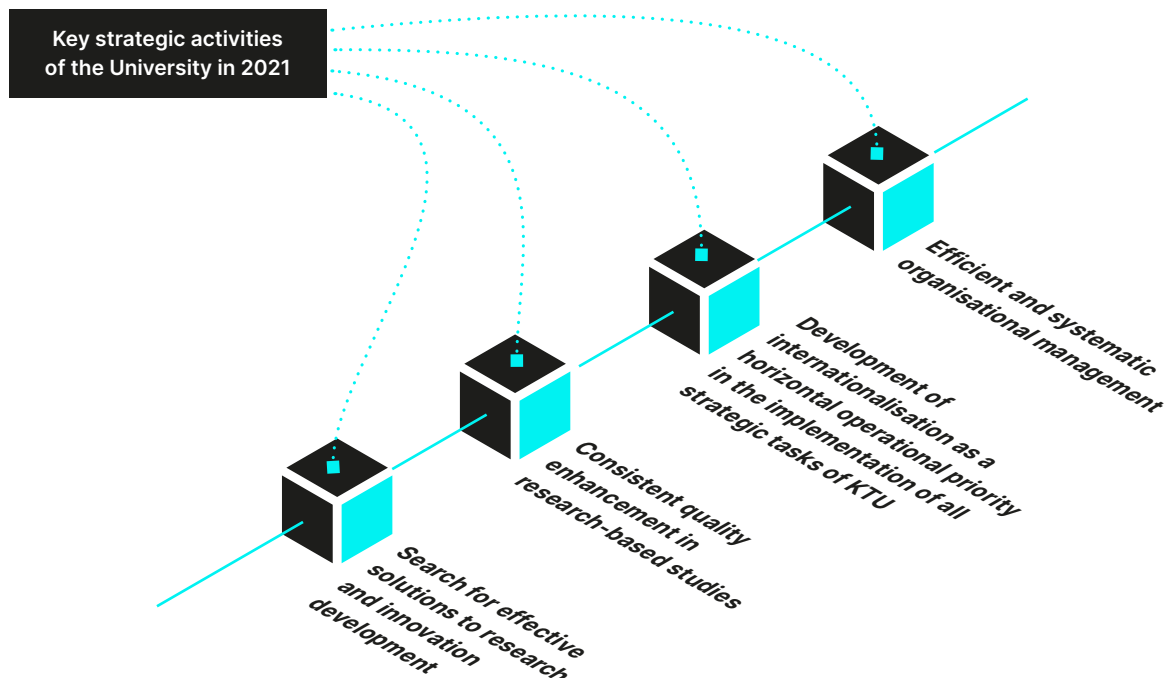 Key strategic activities
of the University in 2021
Efficient and systematic
organisational management
Development of
internationalisation as a
horizontal operational priority
in the implementation of all
strategic tasks of KTU
Consistent quality
enhancement in
research-based studies
Search for effective
solutions to research
and innovation
development